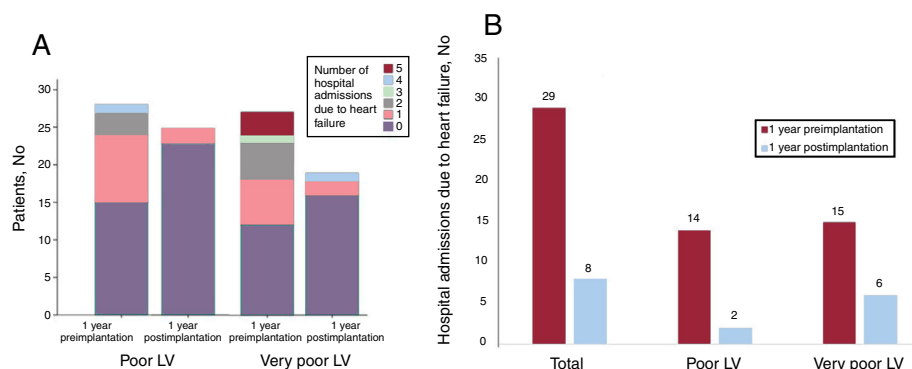 A
Number of
hospital
admissions
due to heart
failure
5
4
3
2
1
0
Patients, No
30
25
20
15
10
5
0
1 year
preimplantation
1 year
postimplantation
1 year
preimplantation
1 year
postimplantation
Poor LV
Very poor LV
B
Hospital admissions due to heart failure, No
35
30
25
20
15
10
5
0
1 year preimplantation
1 year postimplantation
29
8
14
2
15
6
Total
Poor LV
Very poor LV